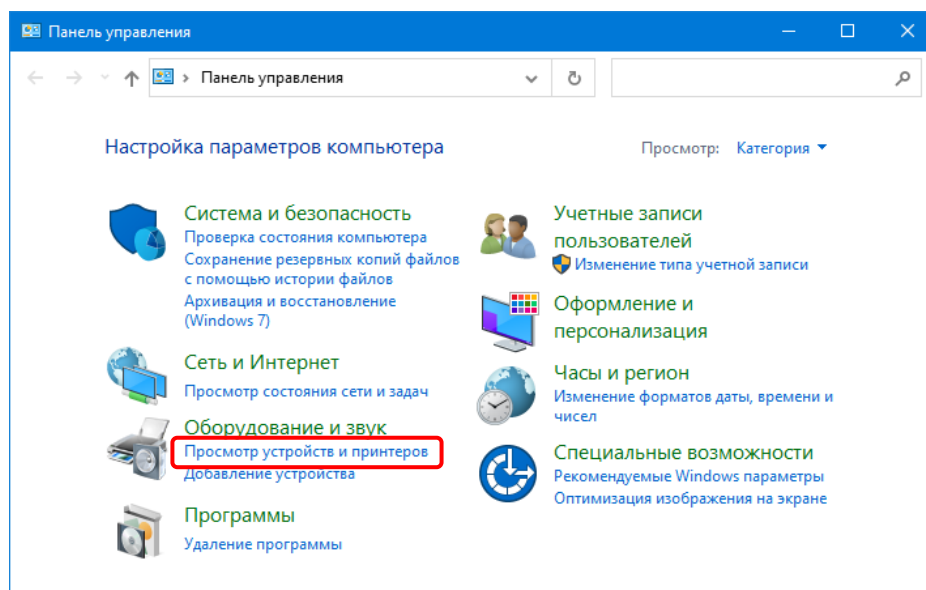 Панель управления
Панель управления
Настройка параметров компьютера
Просмотр: Категория
Система и безопасность
Проверка состояния компьютера
Сохранение резервных копий файлов
с помощью истории файлов
Архивация и восстановление
(Windows 7)
Сеть и Интернет
Просмотр состояния сети и задач
Оборудование и звук
Просмотр устройств и принтеров
Добавление устройства
Программы
Удаление программы
Учетные записи
пользователей
Изменение типа учетной записи
Оформление и
персонализация
Часы и регион
Изменение форматов даты, времени и
чисел
Специальные возможности
Рекомендуемые Windows параметры
Оптимизация изображения на экране